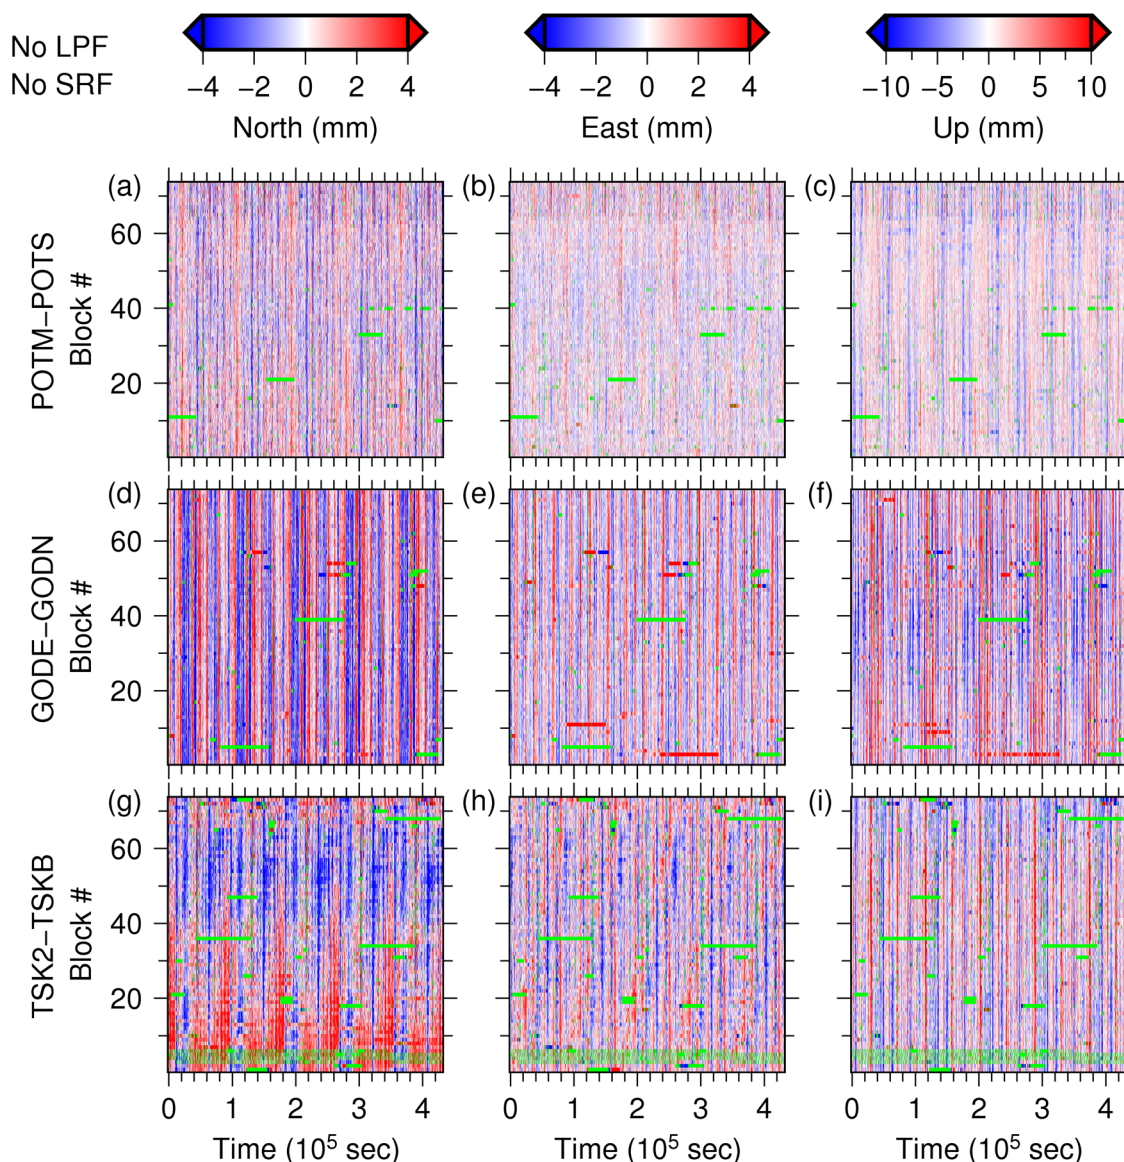 No LPF
No SRF
−4 −2 0 2 4
North (mm)
−4 −2 0 2 4
East (mm)
−10 −5 0 5 10
Up (mm)
(a) (b) (c)
POTM−POTS
Block #
60
40
20
(d) (e) (f)
GODE−GODN
Block #
60
40
20
(g) (h) (i)
TSK2−TSKB
Block #
60
40
20
0 1 2 3 4
Time (10⁵ sec)
0 1 2 3 4
Time (10⁵ sec)
0 1 2 3 4
Time (10⁵ sec)